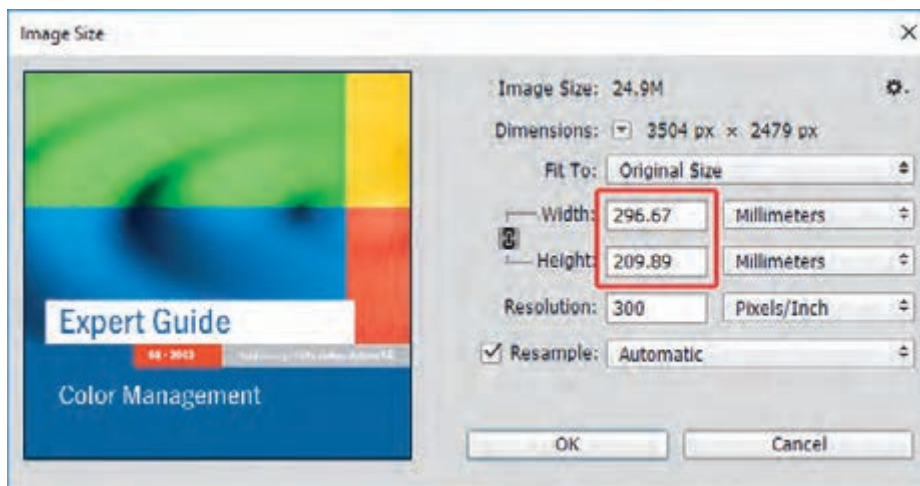 Image Size
Expert Guide
Color Management
Image Size: 24.9M
Dimensions: 3504 px × 2479 px
Fit To: Original Size
Width: 296.67 Millimeters
Height: 209.89 Millimeters
Resolution: 300 Pixels/Inch
Resample: Automatic
OK Cancel